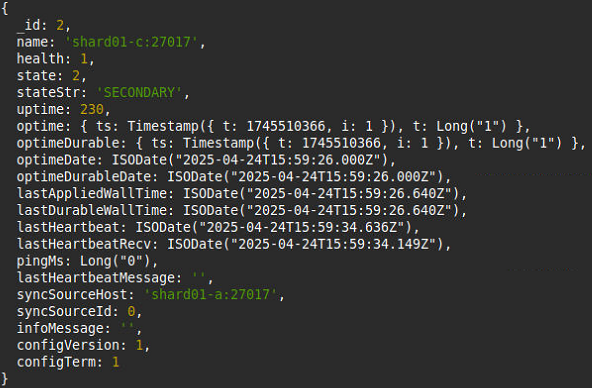 {
  _id: 2,
  name: 'shard01-c:27017',
  health: 1,
  state: 2,
  stateStr: 'SECONDARY',
  uptime: 230,
  optime: { ts: Timestamp({ t: 1745510366, i: 1 }), t: Long("1") },
  optimeDurable: { ts: Timestamp({ t: 1745510366, i: 1 }), t: Long("1") },
  optimeDate: ISODate("2025-04-24T15:59:26.000Z"),
  optimeDurableDate: ISODate("2025-04-24T15:59:26.000Z"),
  lastAppliedWallTime: ISODate("2025-04-24T15:59:26.640Z"),
  lastDurableWallTime: ISODate("2025-04-24T15:59:26.640Z"),
  lastHeartbeat: ISODate("2025-04-24T15:59:34.636Z"),
  lastHeartbeatRecv: ISODate("2025-04-24T15:59:34.149Z"),
  pingMs: Long("0"),
  lastHeartbeatMessage: '',
  syncSourceHost: 'shard01-a:27017',
  syncSourceId: 0,
  infoMessage: '',
  configVersion: 1,
  configTerm: 1
}